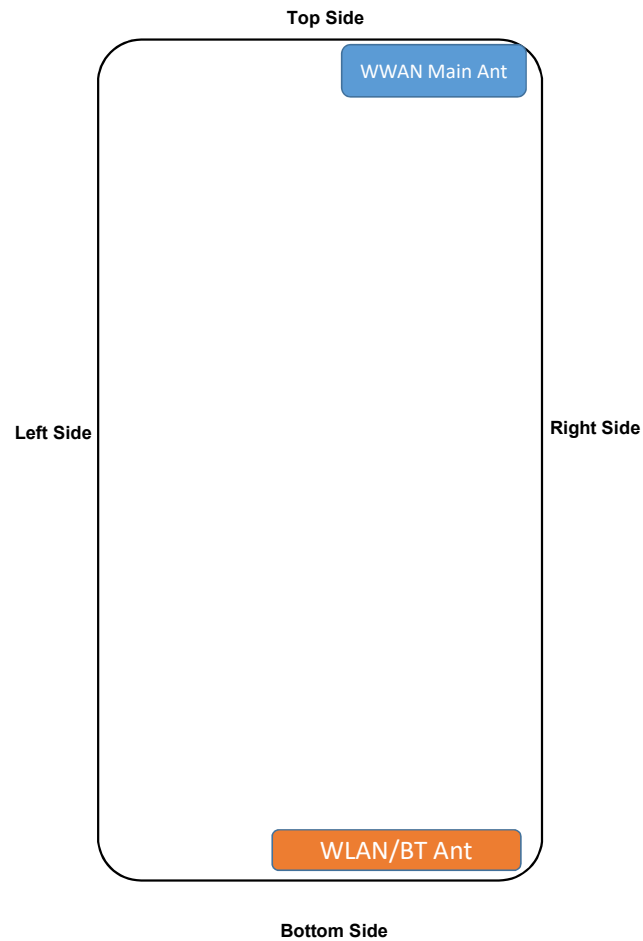 Top Side
WWAN Main Ant
Left Side
Right Side
WLAN/BT Ant
Bottom Side